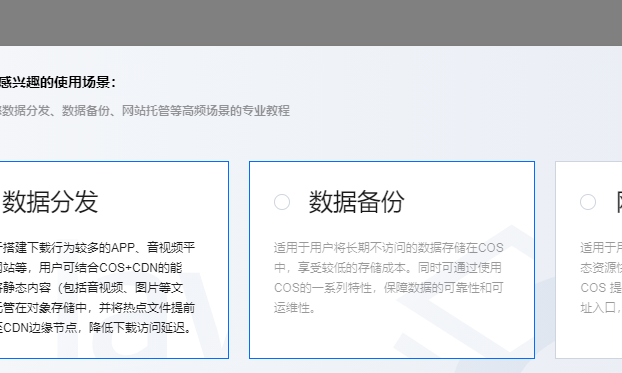 感兴趣的使用场景：
数据分发、数据备份、网站托管等高频场景的专业教程
数据分发
搭建下载行为较多的APP、音视频平
站等，用户可结合COS+CDN的能
静态内容（包括音视频、图片等文
管在对象存储中，并将热点文件提前
CDN边缘节点，降低下载访问延迟。
数据备份
适用于用户将长期不访问的数据存储在COS
中，享受较低的存储成本。同时可通过使用
COS的一系列特性，保障数据的可靠性和可
运维性。
适用于
态资源
COS 提
址入口，